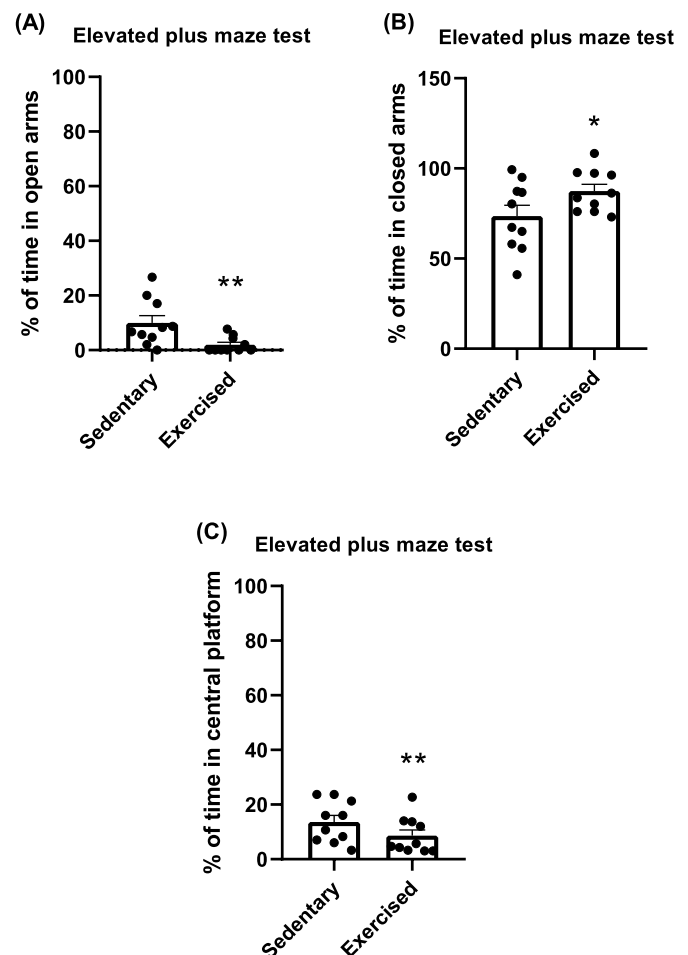 (A)
Elevated plus maze test
% of time in open arms
100
80
60
40
20
0
**
Sedentary
Exercised
(B)
Elevated plus maze test
% of time in closed arms
150
100
50
0
*
Sedentary
Exercised
(C)
Elevated plus maze test
% of time in central platform
100
80
60
40
20
0
**
Sedentary
Exercised